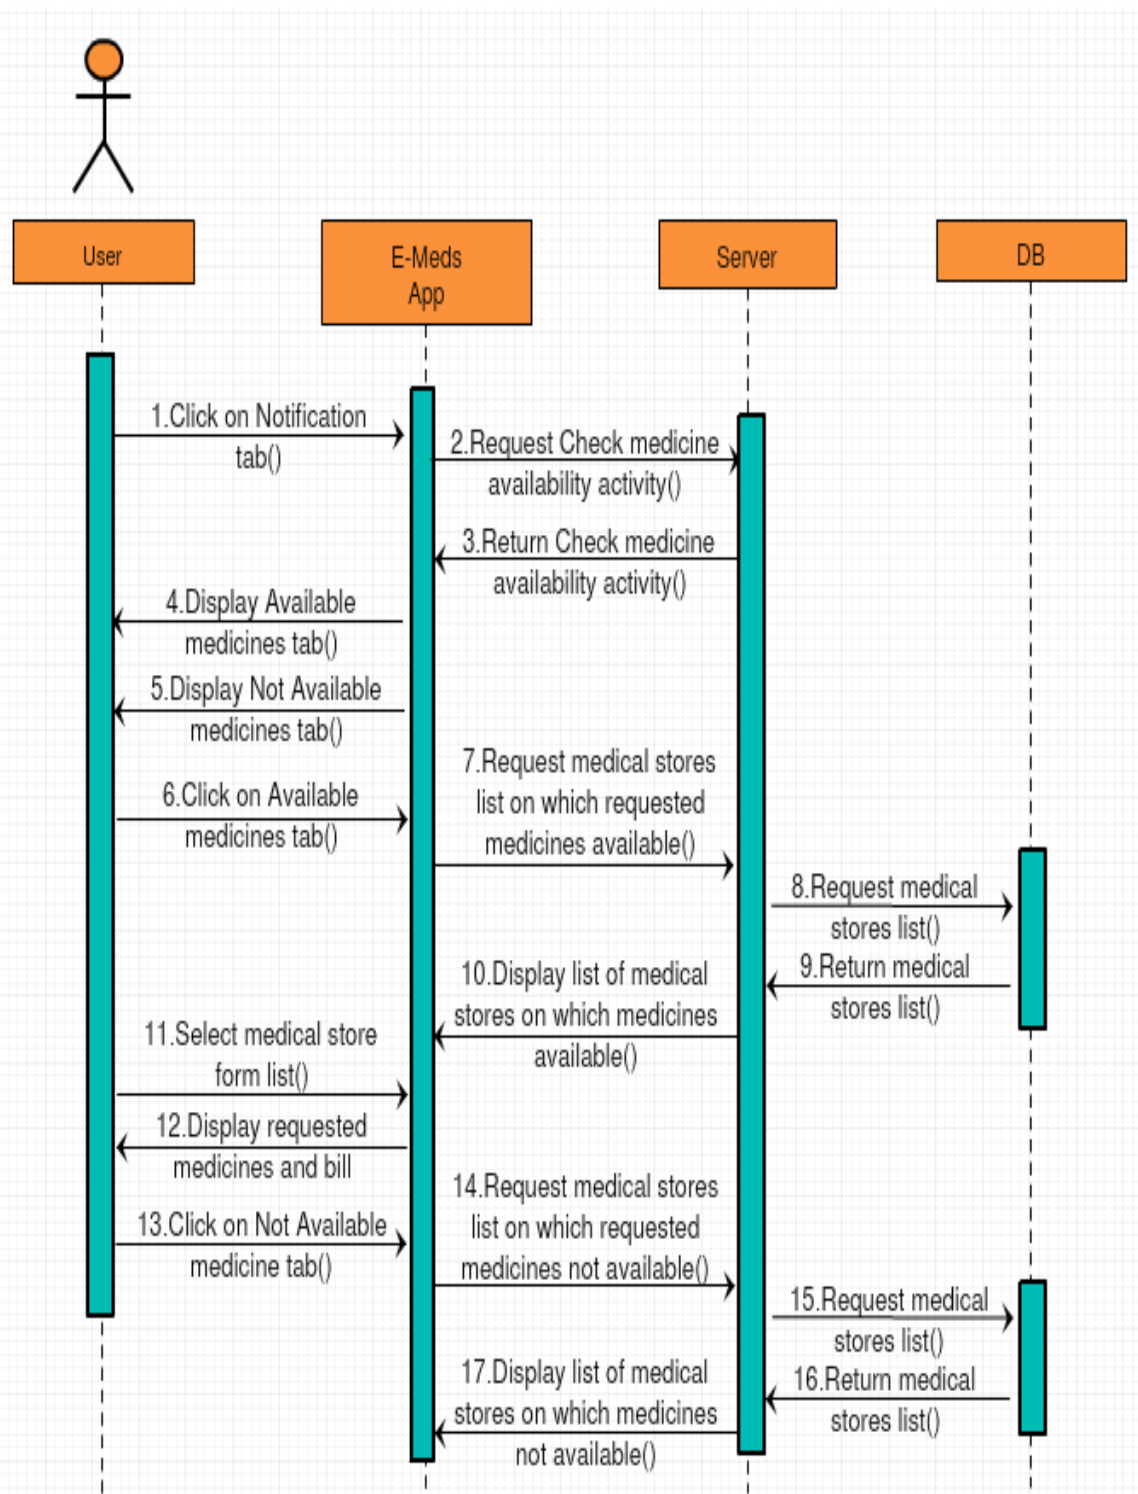 User
E-Meds
App
Server
DB
1.Click on Notification
tab()
2.Request Check medicine
availability activity()
3.Return Check medicine
availability activity()
4.Display Available
medicines tab()
5.Display Not Available
medicines tab()
6.Click on Available
medicines tab()
7.Request medical stores
list on which requested
medicines available()
8.Request medical
stores list()
9.Return medical
stores list()
10.Display list of medical
stores on which medicines
available()
11.Select medical store
form list()
12.Display requested
medicines and bill
13.Click on Not Available
medicine tab()
14.Request medical stores
list on which requested
medicines not available()
15.Request medical
stores list()
16.Return medical
stores list()
17.Display list of medical
stores on which medicines
not available()